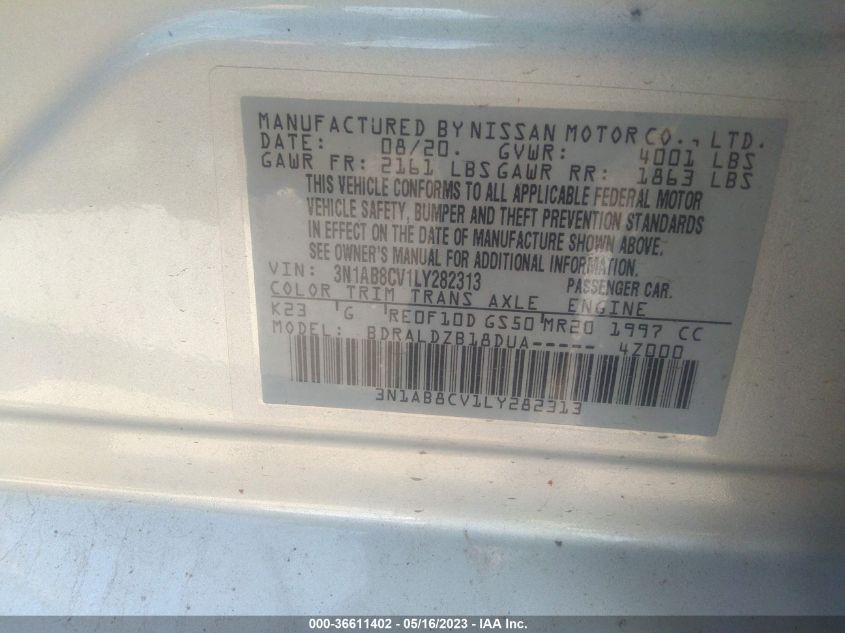 MANUFACTURED BY NISSAN MOTOR CO., LTD.
DATE: 08/20. GVWR: 4001 LBS
GAWR FR: 2161 LBS GAWR RR: 1863 LBS
THIS VEHICLE CONFORMS TO ALL APPLICABLE FEDERAL MOTOR
VEHICLE SAFETY, BUMPER AND THEFT PREVENTION STANDARDS
IN EFFECT ON THE DATE OF MANUFACTURE SHOWN ABOVE.
SEE OWNER'S MANUAL FOR ADDITIONAL INFORMATION.
VIN: 3N1AB8CV1LY282313 PASSENGER CAR.
COLOR TRIM TRANS AXLE ENGINE
K23 G RE0F10D GS50 MR20 1997 CC
MODEL: BDRALDZB18DUA----- 4Z000
3N1AB8CV1LY282313
000-36611402 - 05/16/2023 - IAA Inc.